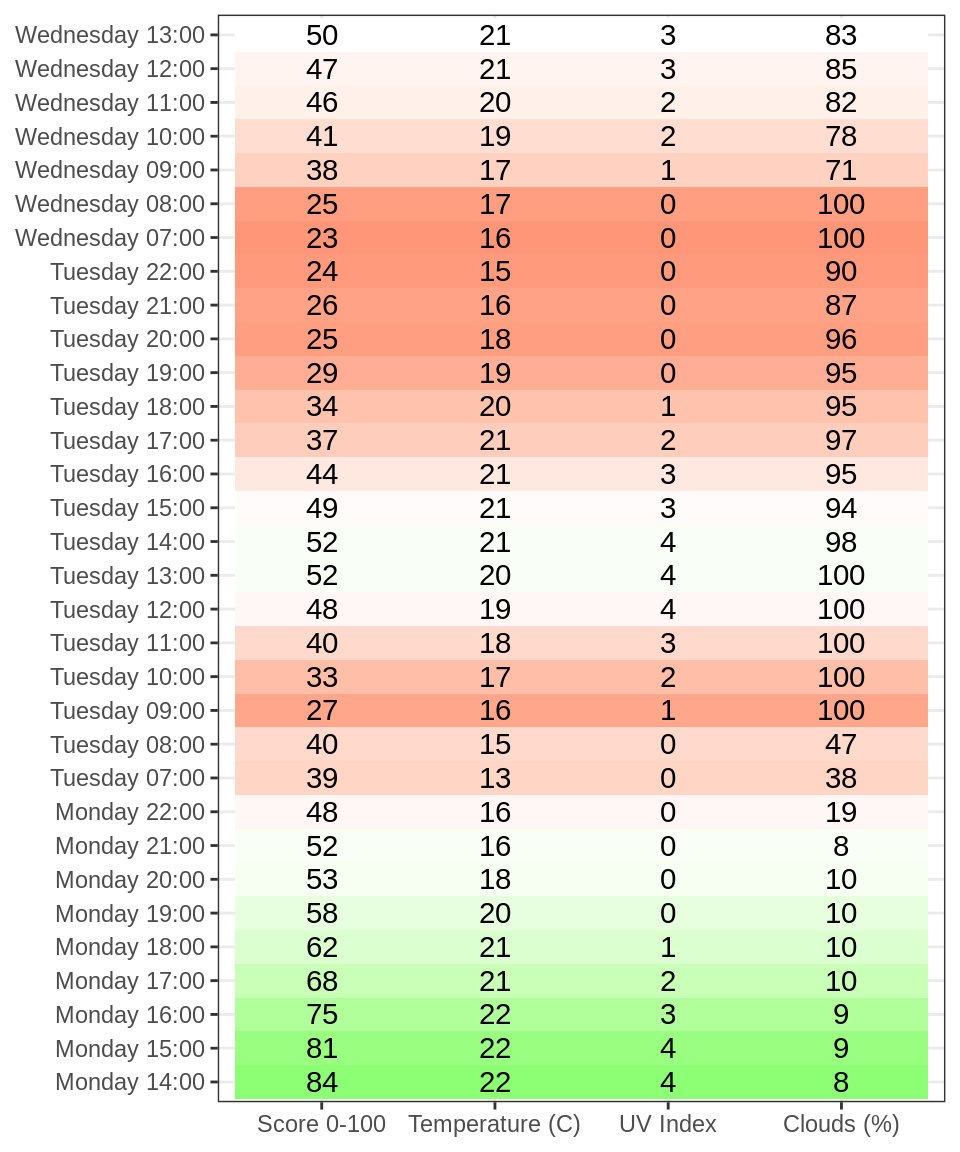 Wednesday 13:00 50 21 3 83
Wednesday 12:00 47 21 3 85
Wednesday 11:00 46 20 2 82
Wednesday 10:00 41 19 2 78
Wednesday 09:00 38 17 1 71
Wednesday 08:00 25 17 0 100
Wednesday 07:00 23 16 0 100
Tuesday 22:00 24 15 0 90
Tuesday 21:00 26 16 0 87
Tuesday 20:00 25 18 0 96
Tuesday 19:00 29 19 0 95
Tuesday 18:00 34 20 1 95
Tuesday 17:00 37 21 2 97
Tuesday 16:00 44 21 3 95
Tuesday 15:00 49 21 3 94
Tuesday 14:00 52 21 4 98
Tuesday 13:00 52 20 4 100
Tuesday 12:00 48 19 4 100
Tuesday 11:00 40 18 3 100
Tuesday 10:00 33 17 2 100
Tuesday 09:00 27 16 1 100
Tuesday 08:00 40 15 0 47
Tuesday 07:00 39 13 0 38
Monday 22:00 48 16 0 19
Monday 21:00 52 16 0 8
Monday 20:00 53 18 0 10
Monday 19:00 58 20 0 10
Monday 18:00 62 21 1 10
Monday 17:00 68 21 2 10
Monday 16:00 75 22 3 9
Monday 15:00 81 22 4 9
Monday 14:00 84 22 4 8
Score 0-100 Temperature (C) UV Index Clouds (%)